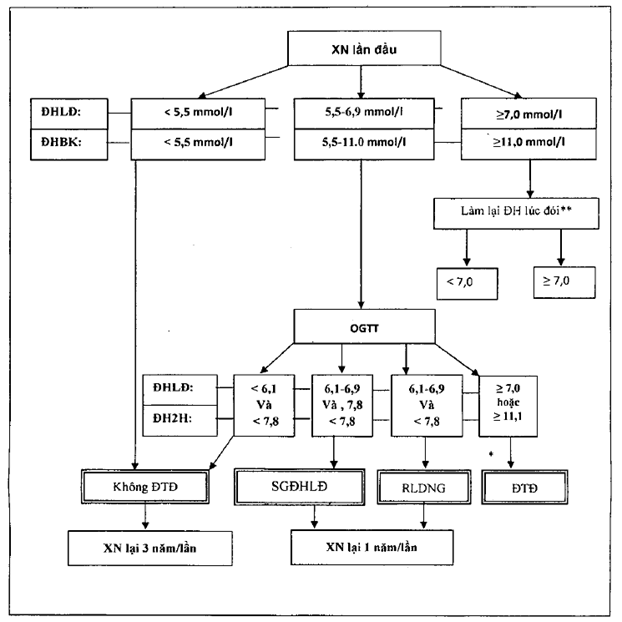 XN lần đầu
ĐHLĐ: < 5,5 mmol/l 5,5-6,9 mmol/l ≥7,0 mmol/l
ĐHBK: < 5,5 mmol/l 5,5-11.0 mmol/l ≥11,0 mmol/l
Làm lại ĐH lúc đói**
< 7,0 ≥ 7,0
OGTT
ĐHLĐ: < 6,1 6,1-6,9 6,1-6,9 ≥ 7,0
Và Và , 7,8 Và hoặc
ĐH2H: < 7,8 < 7,8 < 7,8 ≥ 11,1
*
Không ĐTĐ SGĐHLĐ RLDNG ĐTĐ
XN lại 3 năm/lần XN lại 1 năm/lần